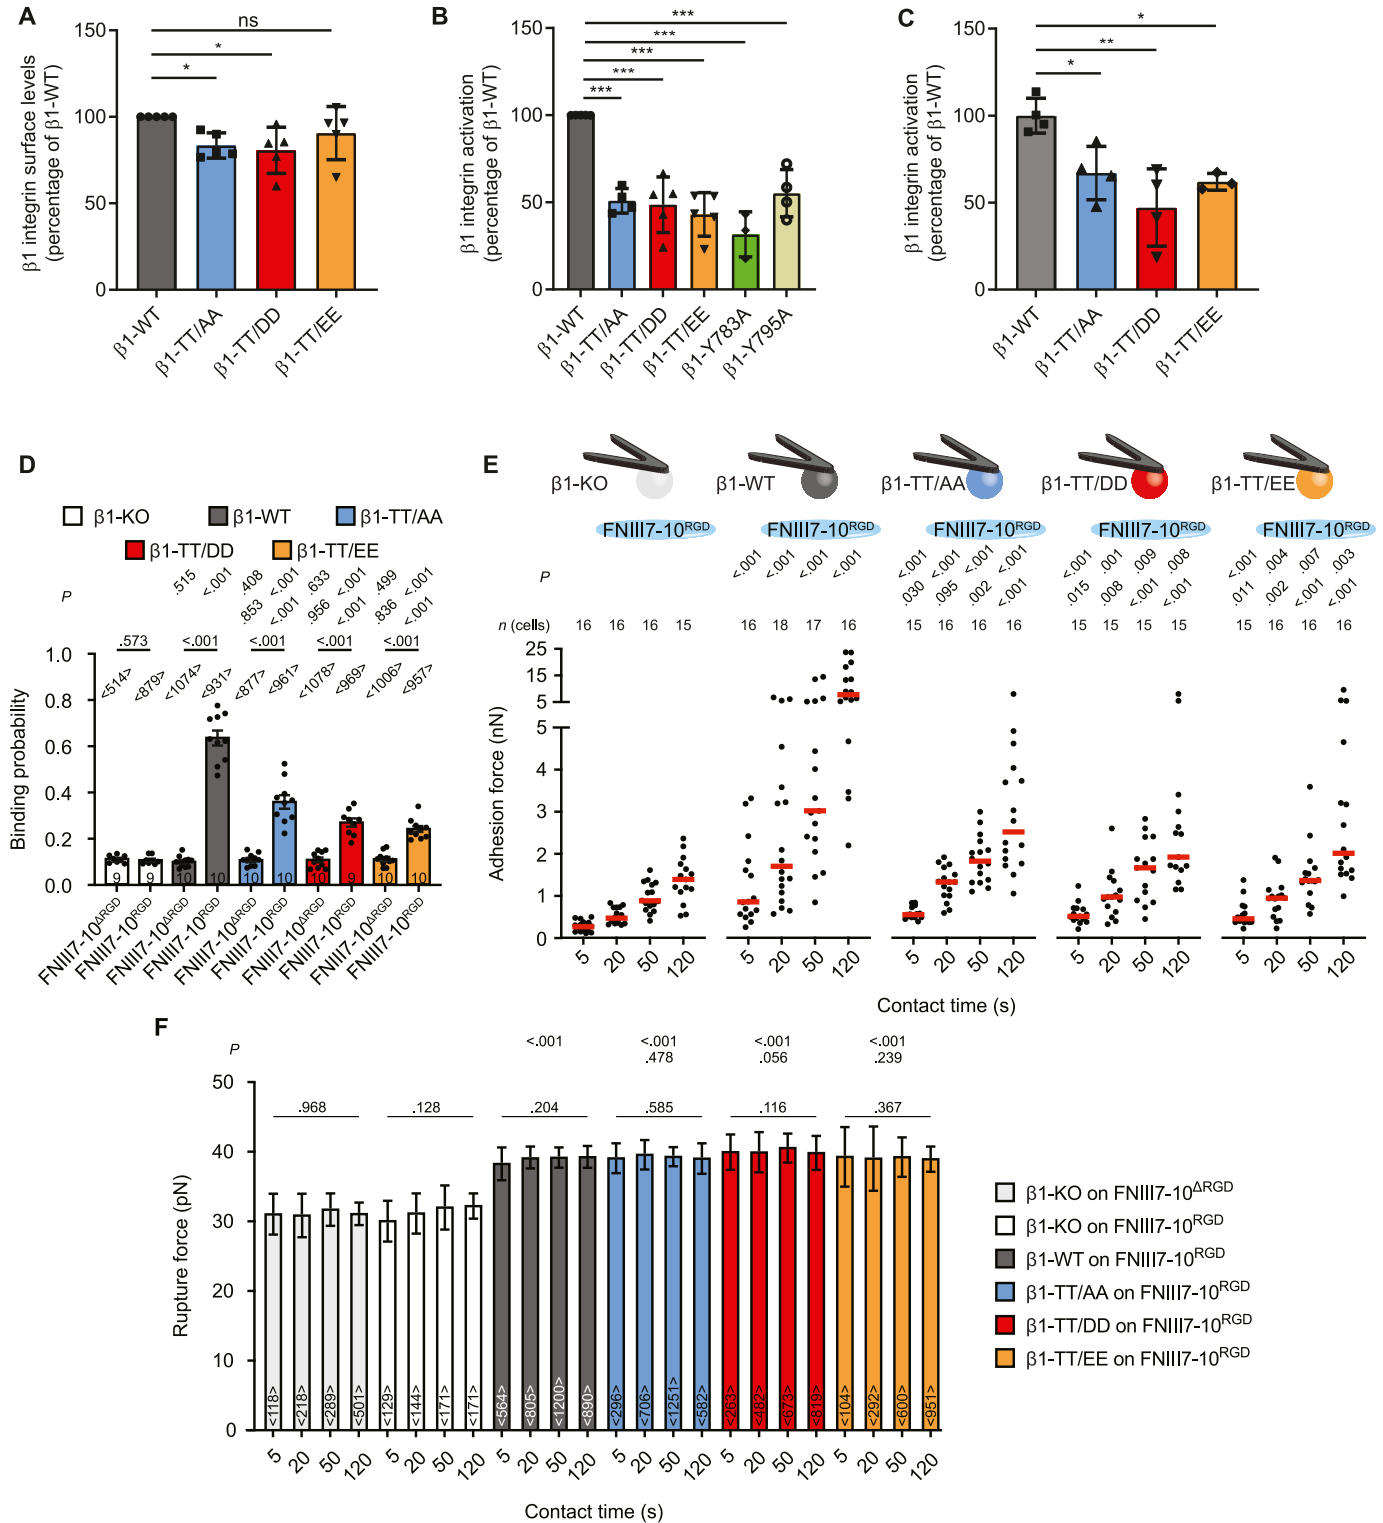 A
ns
*
*
150
100
50
0
β1 integrin surface levels
(percentage of β1-WT)
β1-WT
β1-TT/AA
β1-TT/DD
β1-TT/EE
B
***
***
***
***
***
150
100
50
0
β1 integrin activation
(percentage of β1-WT)
β1-WT
β1-TT/AA
β1-TT/DD
β1-TT/EE
β1-Y783A
β1-Y795A
C
*
**
*
150
100
50
0
β1 integrin activation
(percentage of β1-WT)
β1-WT
β1-TT/AA
β1-TT/DD
β1-TT/EE
D
β1-KO
β1-WT
β1-TT/AA
β1-TT/DD
β1-TT/EE
P
.515 <.001 .408 <.001 .633 <.001 .499 <.001
.853 <.001 .956 <.001 .836 <.001
.573 <.001 <.001 <.001 <.001
<514> <879> <1074> <931> <877> <961> <1078> <969> <1006> <957>
1.0
0.8
0.6
0.4
0.2
0.0
Binding probability
9 9 10 10 10 10 10 9 10 10
FNIII7-10ΔRGD
FNIII7-10RGD
FNIII7-10ΔRGD
FNIII7-10RGD
FNIII7-10ΔRGD
FNIII7-10RGD
FNIII7-10ΔRGD
FNIII7-10RGD
FNIII7-10ΔRGD
FNIII7-10RGD
E
β1-KO β1-WT β1-TT/AA β1-TT/DD β1-TT/EE
FNIII7-10RGD FNIII7-10RGD FNIII7-10RGD FNIII7-10RGD FNIII7-10RGD
P
<.001 <.001 <.001 <.001 <.001 <.001 <.001 <.001 <.001 .001 .009 .008 <.001 .004 .007 .003
.030 .095 .002 <.001 .015 .008 <.001 <.001 .011 .002 <.001 <.001
n (cells) 16 16 16 15 16 18 17 16 15 16 16 16 15 15 15 15 15 16 16 16
25
15
5
5
4
3
2
1
0
Adhesion force (nN)
5 20 50 120 5 20 50 120 5 20 50 120 5 20 50 120 5 20 50 120
Contact time (s)
F
P
<.001 <.001 <.001 <.001
.478 .056 .239
.968 .128 .204 .585 .116 .367
50
40
30
20
10
0
Rupture force (pN)
<118> <218> <289> <501> <129> <144> <171> <171> <564> <805> <1200> <890> <296> <706> <1251> <582> <263> <482> <673> <819> <104> <292> <600> <951>
5 20 50 120 5 20 50 120 5 20 50 120 5 20 50 120 5 20 50 120 5 20 50 120
Contact time (s)
β1-KO on FNIII7-10ΔRGD
β1-KO on FNIII7-10RGD
β1-WT on FNIII7-10RGD
β1-TT/AA on FNIII7-10RGD
β1-TT/DD on FNIII7-10RGD
β1-TT/EE on FNIII7-10RGD